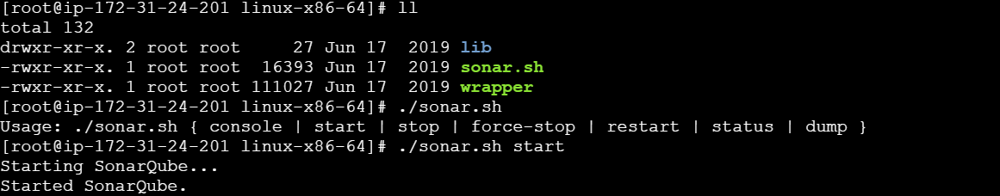 [root@ip-172-31-24-201 linux-x86-64]# ll
total 132
drwxr-xr-x. 2 root root     27 Jun 17  2019 lib
-rwxr-xr-x. 1 root root  16393 Jun 17  2019 sonar.sh
-rwxr-xr-x. 1 root root 111027 Jun 17  2019 wrapper
[root@ip-172-31-24-201 linux-x86-64]# ./sonar.sh
Usage: ./sonar.sh { console | start | stop | force-stop | restart | status | dump }
[root@ip-172-31-24-201 linux-x86-64]# ./sonar.sh start
Starting SonarQube...
Started SonarQube.